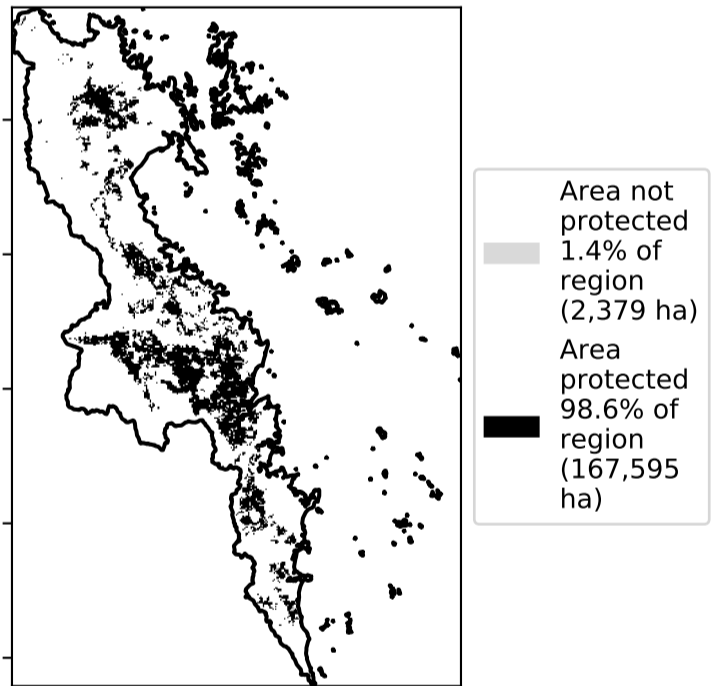 Area not
protected
1.4% of
region
(2,379 ha)
Area
protected
98.6% of
region
(167,595
ha)